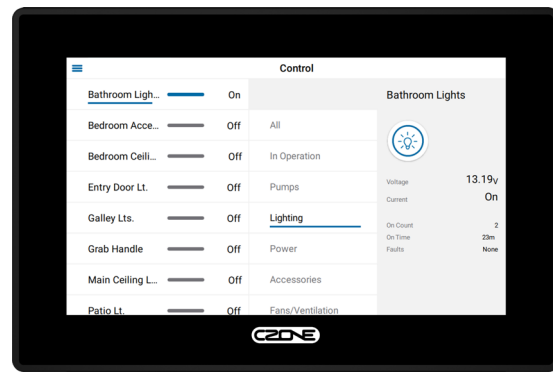 Control
Bathroom Ligh... On
Bedroom Acce... Off
Bedroom Ceili... Off
Entry Door Lt. Off
Galley Lts. Off
Grab Handle Off
Main Ceiling L... Off
Patio Lt. Off
All
In Operation
Pumps
Lighting
Power
Accessories
Fans/Ventilation
Bathroom Lights
Voltage 13.19V
Current On
On Count 2
On Time 23m
Faults None
CZONE